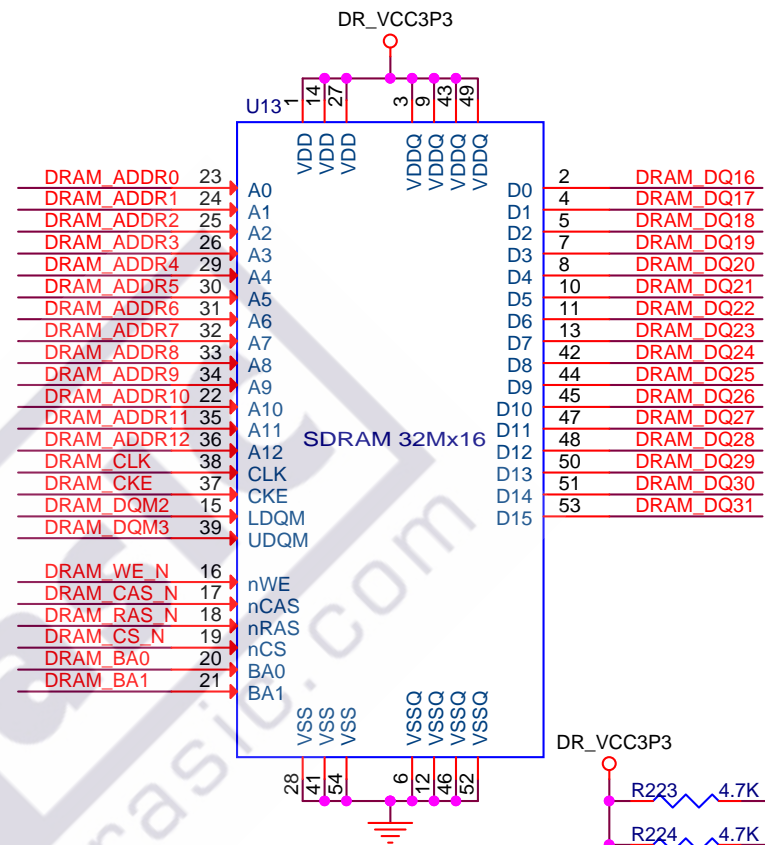 DR_VCC3P3
U13
1 14 27 3 9 43 49
VDD VDD VDD VDDQ VDDQ VDDQ VDDQ
DRAM_ADDR0 23 A0 D0 2 DRAM_DQ16
DRAM_ADDR1 24 A1 D1 4 DRAM_DQ17
DRAM_ADDR2 25 A2 D2 5 DRAM_DQ18
DRAM_ADDR3 26 A3 D3 7 DRAM_DQ19
DRAM_ADDR4 29 A4 D4 8 DRAM_DQ20
DRAM_ADDR5 30 A5 D5 10 DRAM_DQ21
DRAM_ADDR6 31 A6 D6 11 DRAM_DQ22
DRAM_ADDR7 32 A7 D7 13 DRAM_DQ23
DRAM_ADDR8 33 A8 D8 42 DRAM_DQ24
DRAM_ADDR9 34 A9 D9 44 DRAM_DQ25
DRAM_ADDR10 22 A10 D10 45 DRAM_DQ26
DRAM_ADDR11 35 A11 D11 47 DRAM_DQ27
DRAM_ADDR12 36 A12 D12 48 DRAM_DQ28
SDRAM 32Mx16
DRAM_CLK 38 CLK D13 50 DRAM_DQ29
DRAM_CKE 37 CKE D14 51 DRAM_DQ30
DRAM_DQM2 15 LDQM D15 53 DRAM_DQ31
DRAM_DQM3 39 UDQM
DRAM_WE_N 16 nWE
DRAM_CAS_N 17 nCAS
DRAM_RAS_N 18 nRAS
DRAM_CS_N 19 nCS
DRAM_BA0 20 BA0
DRAM_BA1 21 BA1
VSS VSS VSS VSSQ VSSQ VSSQ VSSQ
28 41 54 6 12 46 52
DR_VCC3P3
R223 4.7K
R224 4.7K
asic
rasic.com